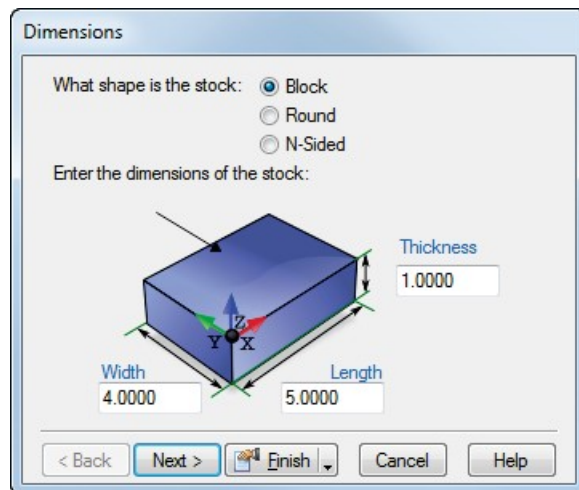 Dimensions
What shape is the stock: Block
Round
N-Sided
Enter the dimensions of the stock:
Thickness
1.0000
Z
Y X
Width Length
4.0000 5.0000
< Back Next > Finish Cancel Help